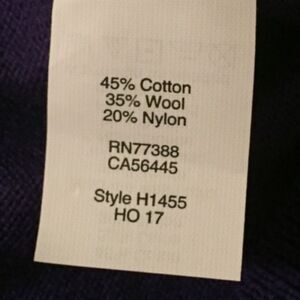 45% Cotton
35% Wool
20% Nylon
RN77388
CA56445
Style H1455
HO 17